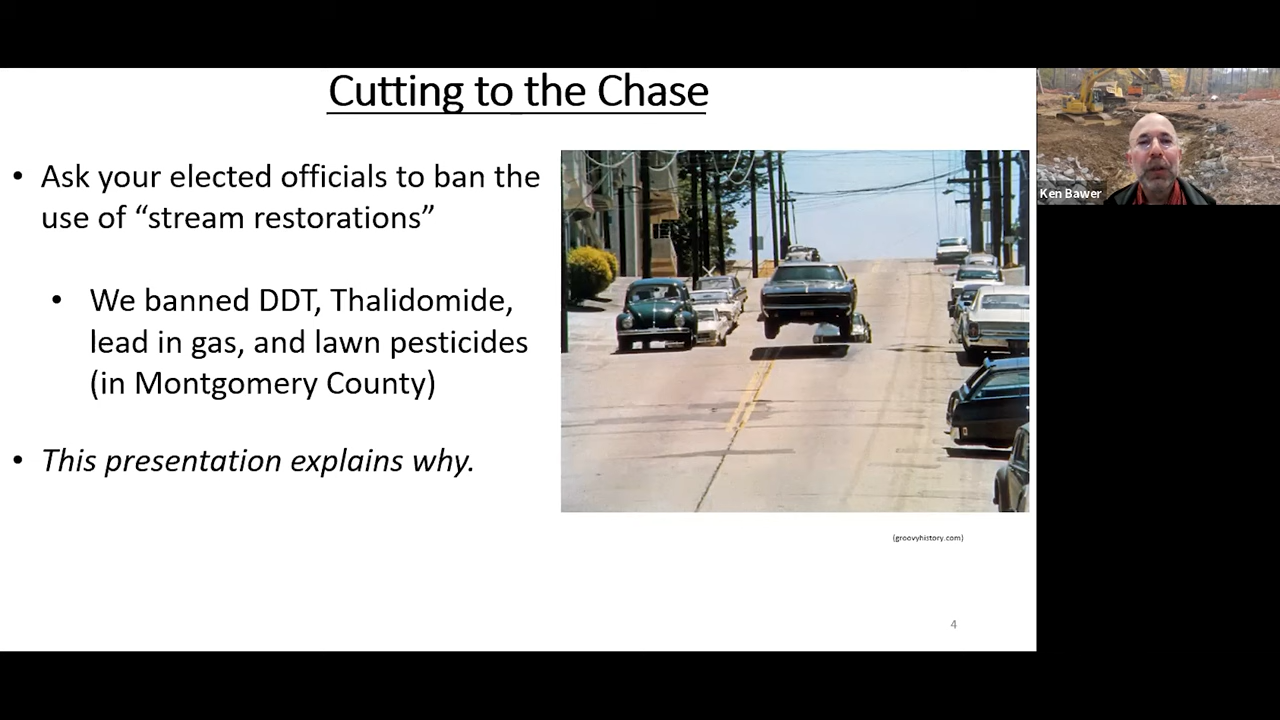 Cutting to the Chase
• Ask your elected officials to ban the
use of “stream restorations”
• We banned DDT, Thalidomide,
lead in gas, and lawn pesticides
(in Montgomery County)
• This presentation explains why.
(groovyhistory.com)
4
Ken Bawer